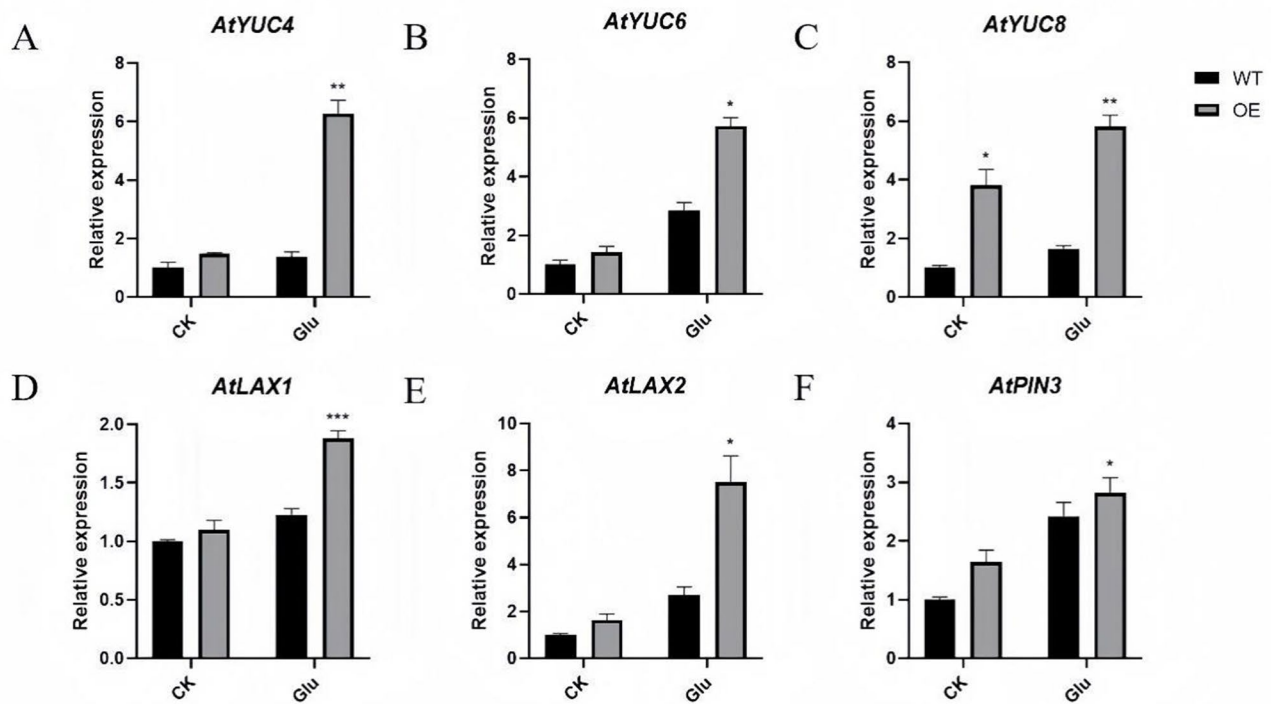 A
AtYUC4
Relative expression
8
6
4
2
0
**
CK
Glu
B
AtYUC6
Relative expression
8
6
4
2
0
*
CK
Glu
C
AtYUC8
Relative expression
8
6
4
2
0
*
**
CK
Glu
WT
OE
D
AtLAX1
Relative expression
2.0
1.5
1.0
0.5
0.0
***
CK
Glu
E
AtLAX2
Relative expression
10
8
6
4
2
0
*
CK
Glu
F
AtPIN3
Relative expression
4
3
2
1
0
*
CK
Glu